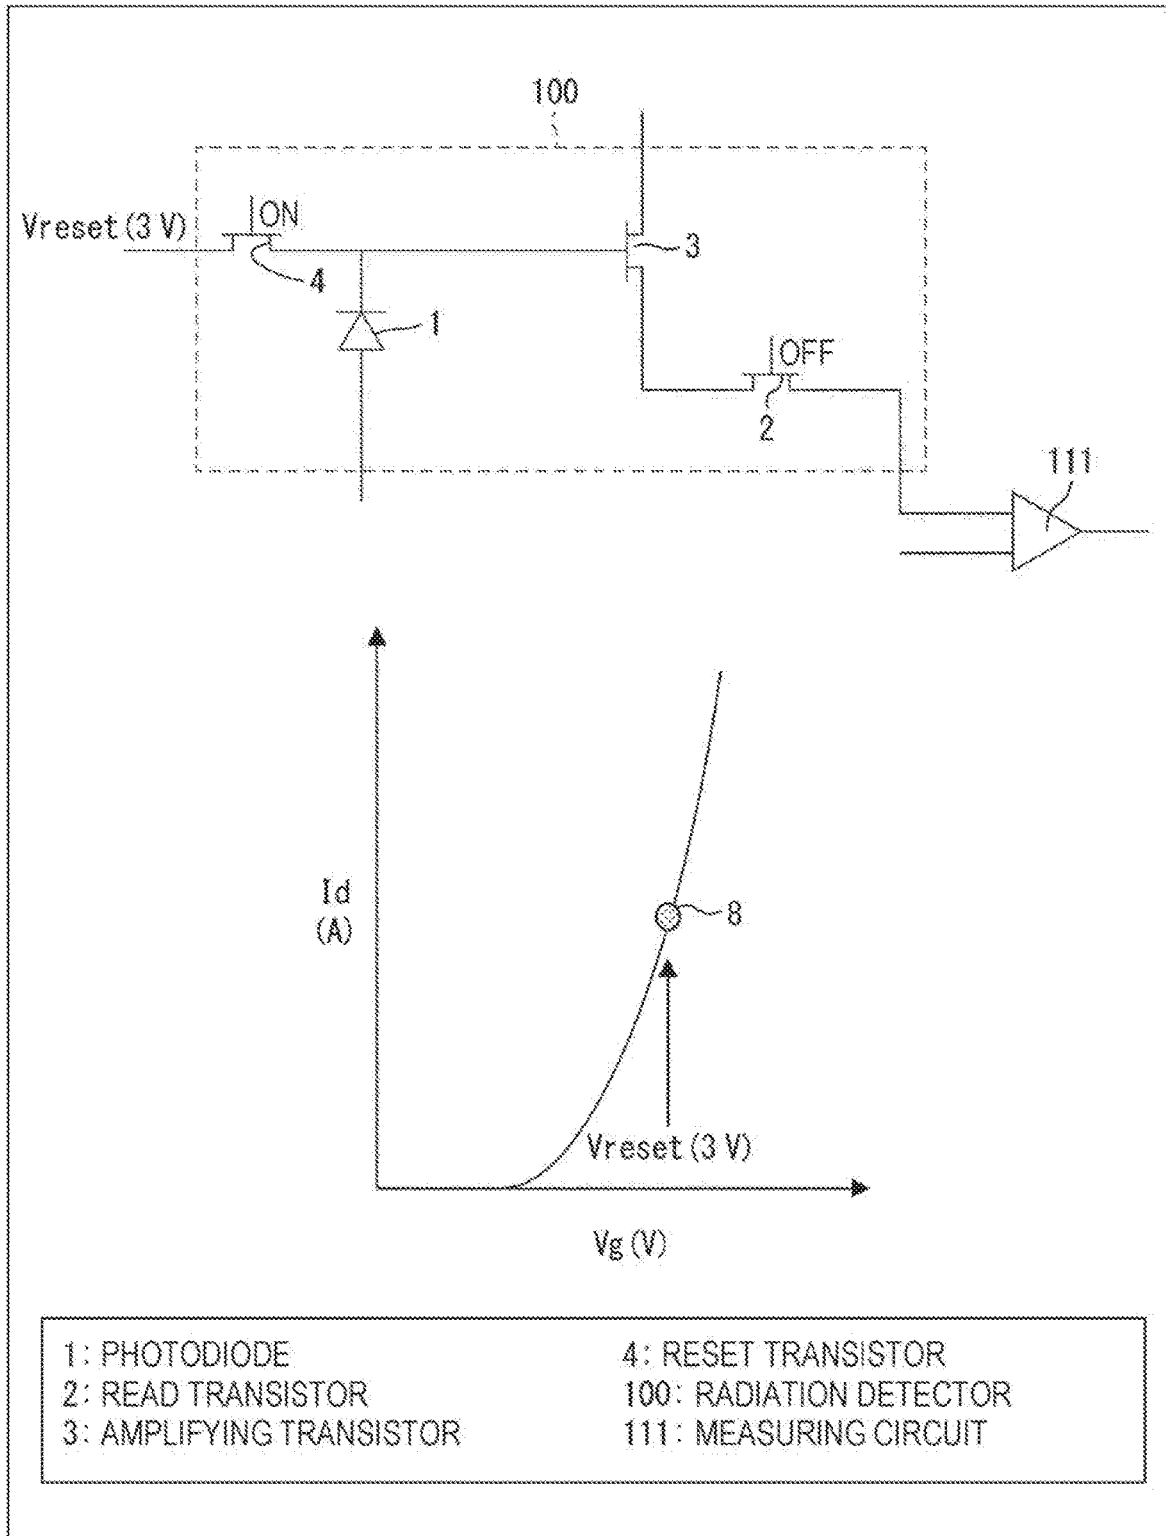 100
Vreset (3 V)
ON
4
3
1
OFF
2
111
Id
(A)
8
Vreset (3 V)
Vg (V)
1: PHOTODIODE
2: READ TRANSISTOR
3: AMPLIFYING TRANSISTOR
4: RESET TRANSISTOR
100: RADIATION DETECTOR
111: MEASURING CIRCUIT